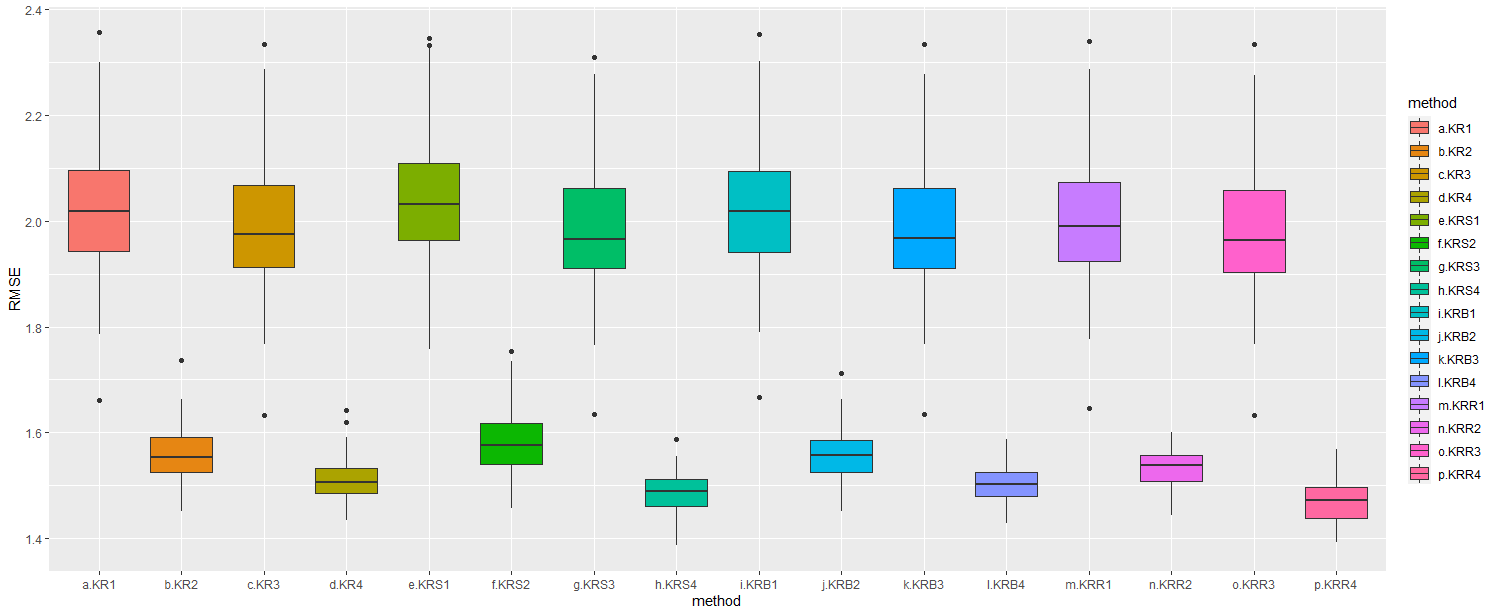 2.4
2.2
2.0
1.8
1.6
1.4
RMSE
a.KR1 b.KR2 c.KR3 d.KR4 e.KRS1 f.KRS2 g.KRS3 h.KRS4 i.KRB1 j.KRB2 k.KRB3 l.KRB4 m.KRR1 n.KRR2 o.KRR3 p.KRR4
method
method
a.KR1
b.KR2
c.KR3
d.KR4
e.KRS1
f.KRS2
g.KRS3
h.KRS4
i.KRB1
j.KRB2
k.KRB3
l.KRB4
m.KRR1
n.KRR2
o.KRR3
p.KRR4